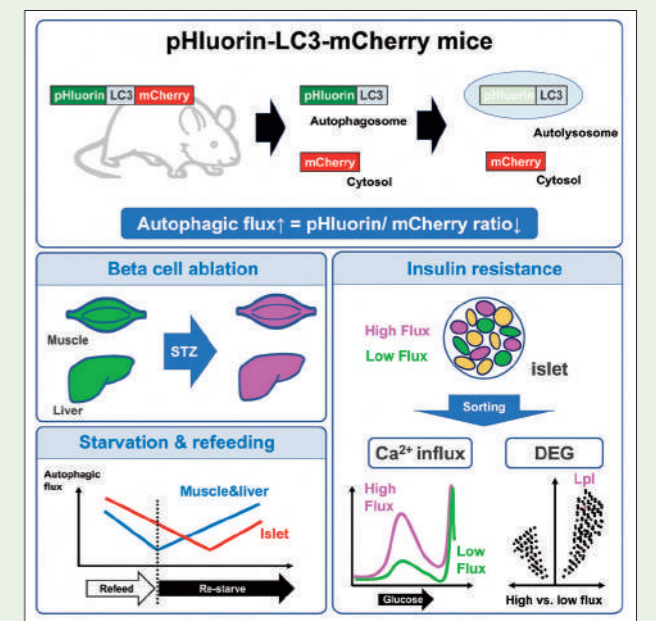 pHluorin-LC3-mCherry mice
pHluorin LC3 mCherry
pHluorin LC3
Autophagosome
mCherry
Cytosol
pHluorin LC3
Autolysosome
mCherry
Cytosol
Autophagic flux↑ = pHluorin/ mCherry ratio↓
Beta cell ablation
Muscle
STZ
Liver
Starvation & refeeding
Autophagic
flux
Muscle&liver
Islet
Refeed
Re-starve
Insulin resistance
High Flux
Low Flux
islet
Sorting
Ca²⁺ influx
DEG
High
Flux
Low
Flux
Glucose
Lpl
High vs. low flux